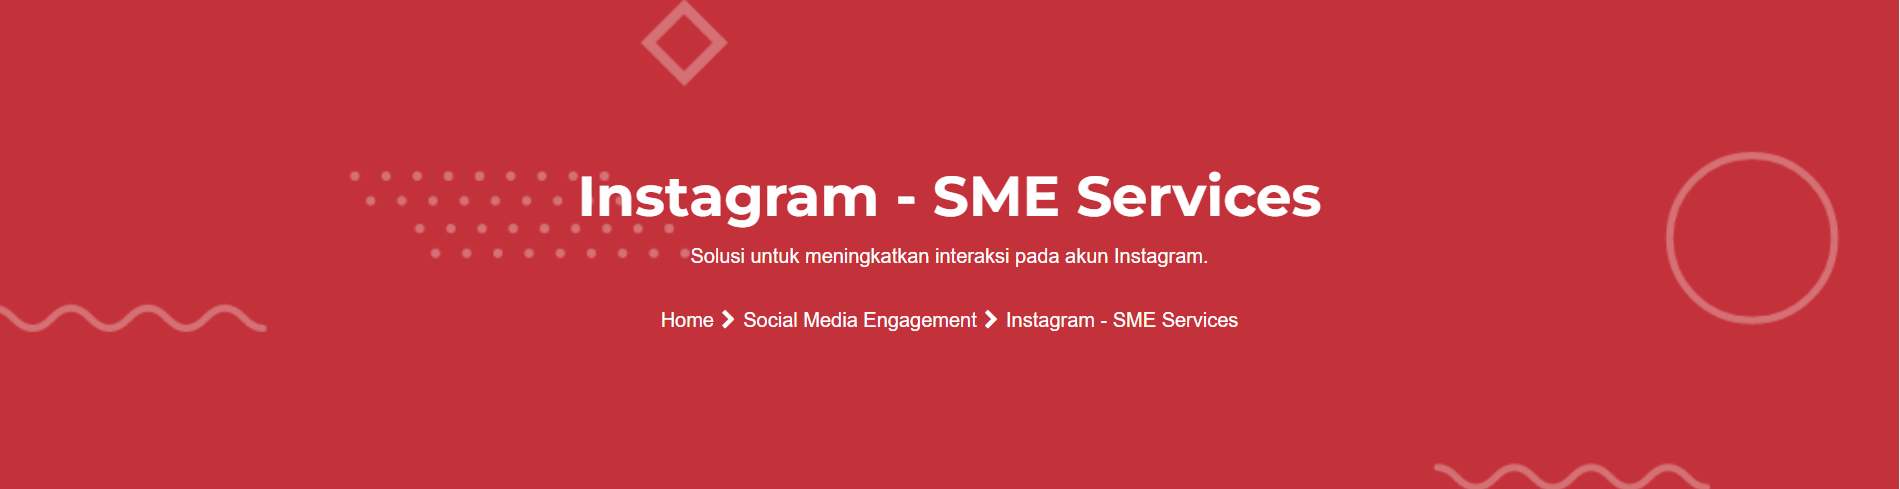 Instagram - SME Services
Solusi untuk meningkatkan interaksi pada akun Instagram.
Home > Social Media Engagement > Instagram - SME Services